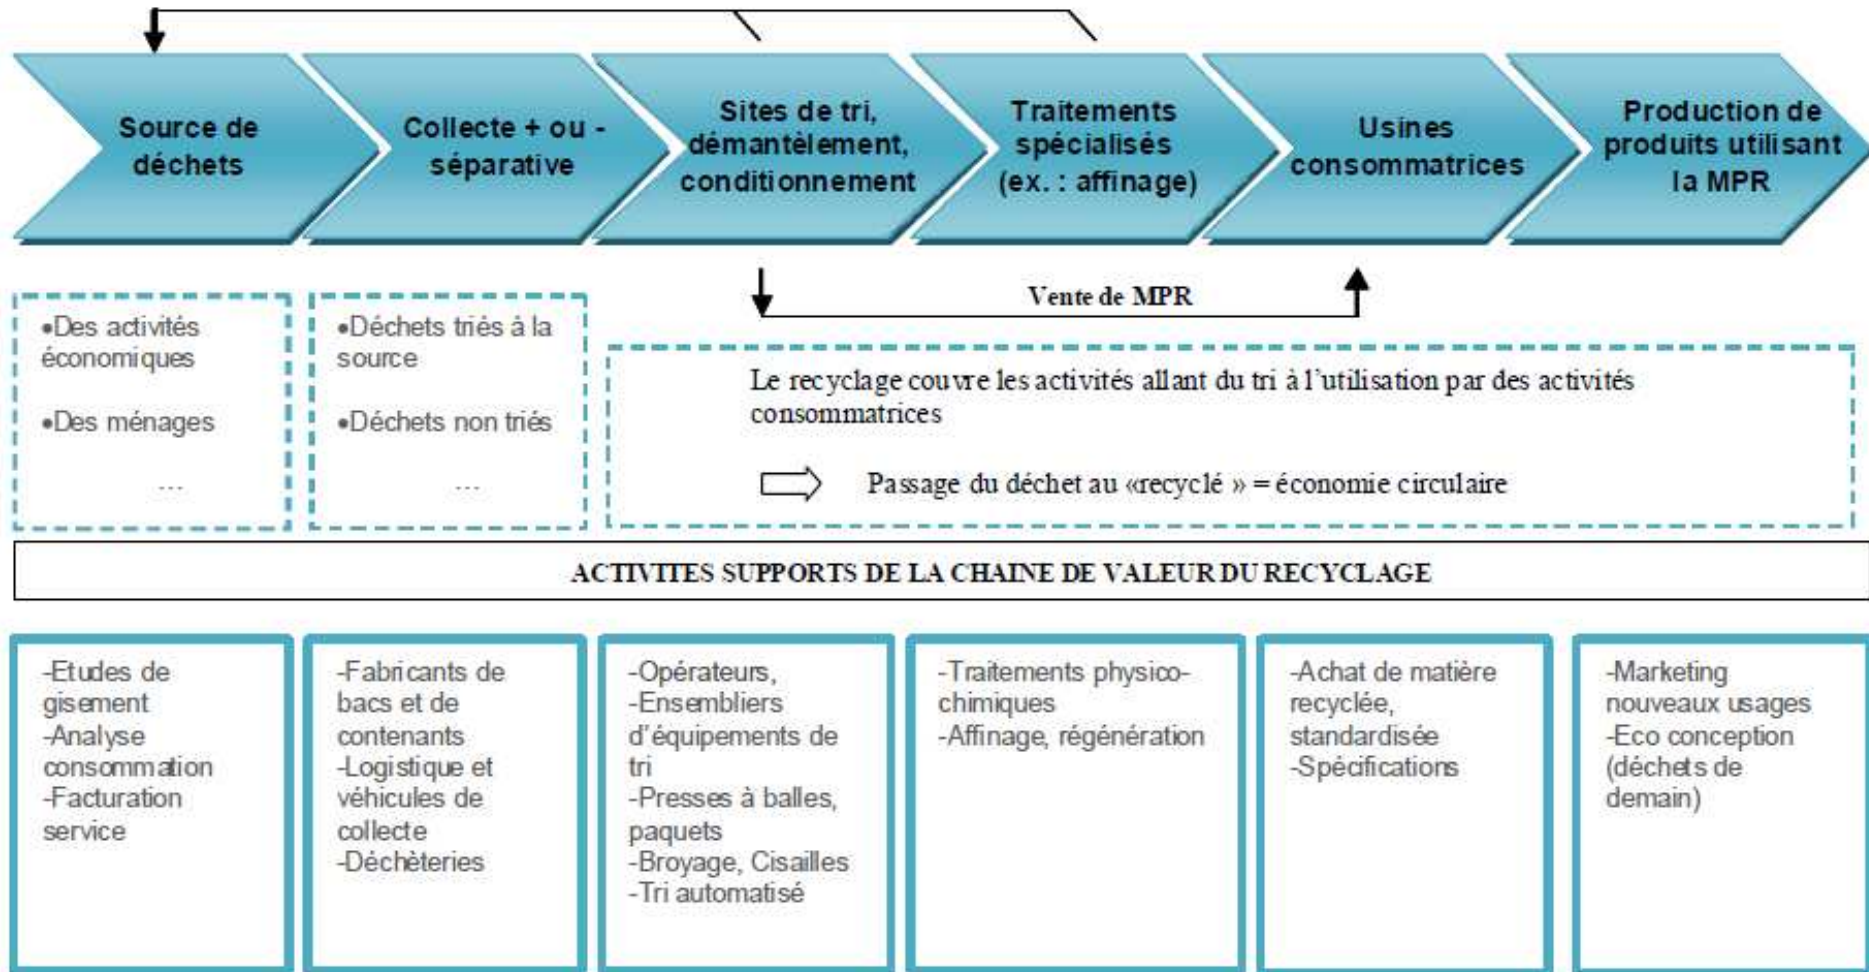 Source de
déchets
Collecte + ou -
séparative
Sites de tri,
démantèlement,
conditionnement
Traitements
spécialisés
(ex. : affinage)
Usines
consommatrices
Production de
produits utilisant
la MPR
Vente de MPR
•Des activités
économiques
•Des ménages
...
•Déchets triés à la
source
•Déchets non triés
...
Le recyclage couvre les activités allant du tri à l'utilisation par des activités
consommatrices
Passage du déchet au «recyclé » = économie circulaire
ACTIVITES SUPPORTS DE LA CHAINE DE VALEUR DU RECYCLAGE
-Etudes de
gisement
-Analyse
consommation
-Facturation
service
-Fabricants de
bacs et de
contenants
-Logistique et
véhicules de
collecte
-Déchèteries
-Opérateurs,
-Ensembliers
d'équipements de
tri
-Presses à balles,
paquets
-Broyage, Cisailles
-Tri automatisé
-Traitements physico-
chimiques
-Affinage, régénération
-Achat de matière
recyclée,
standardisée
-Spécifications
-Marketing
nouveaux usages
-Eco conception
(déchets de
demain)